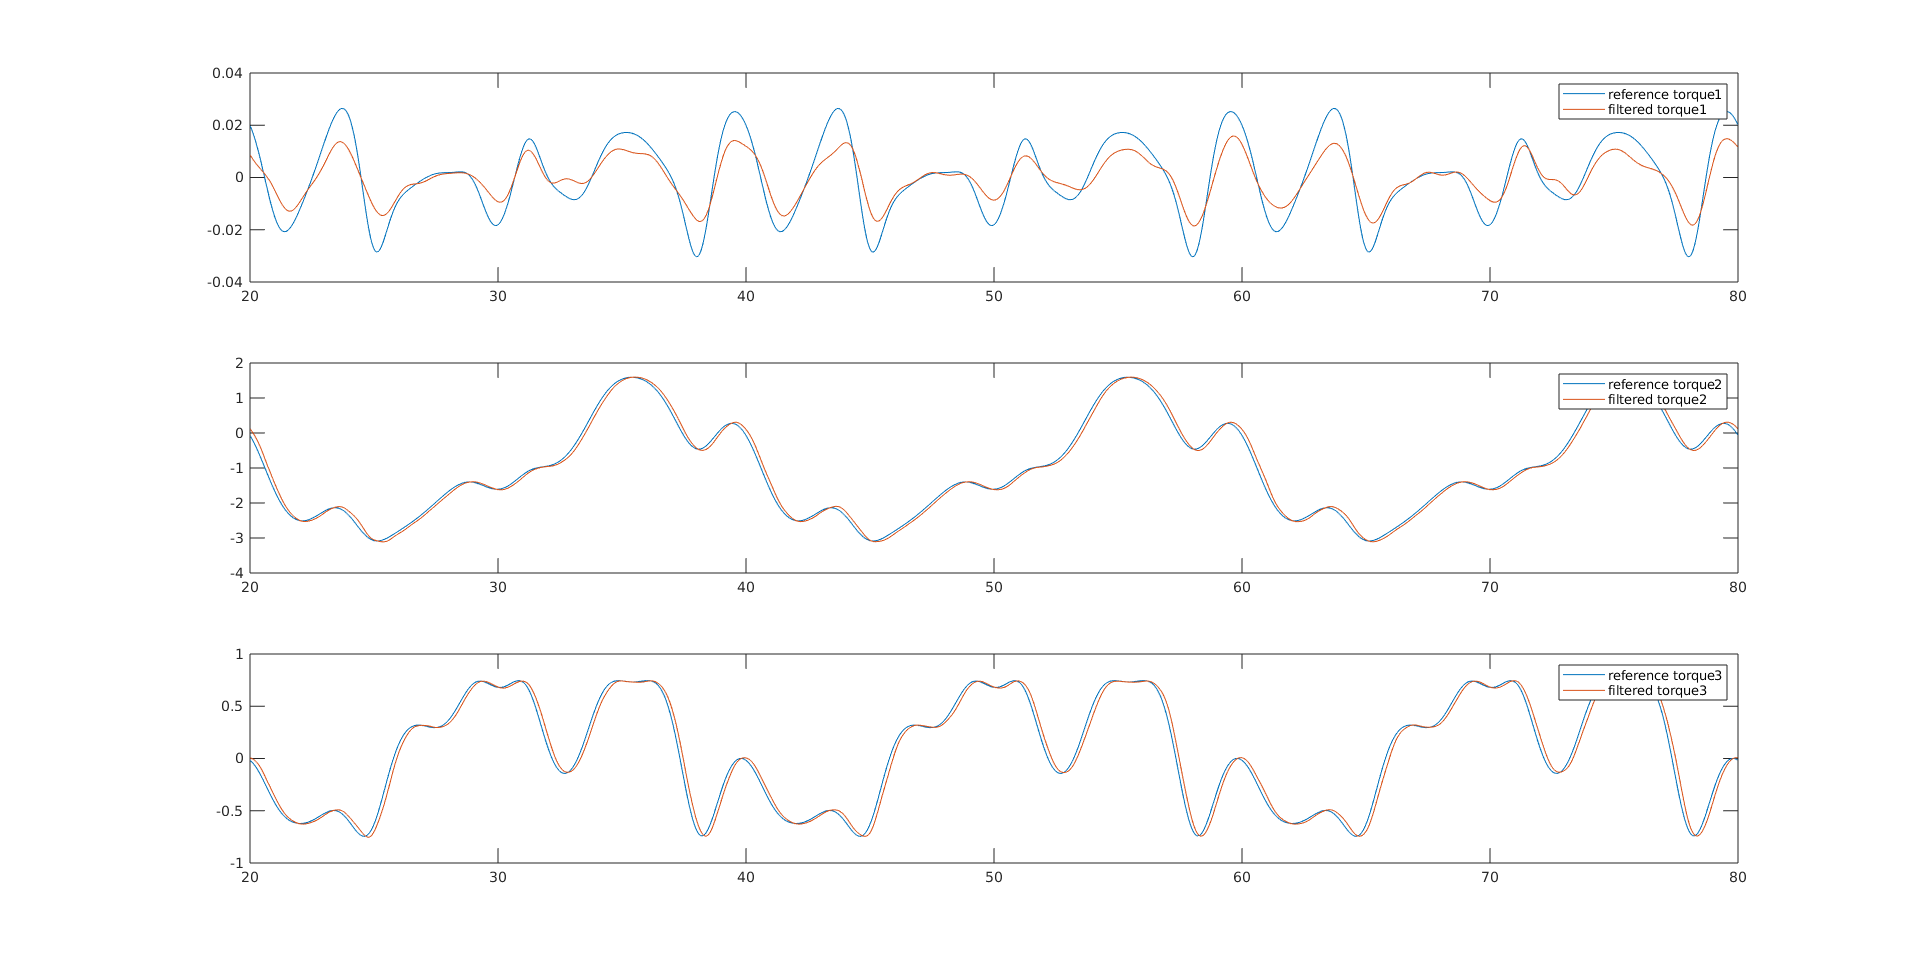 0.04
0.02
0
-0.02
-0.04
20 30 40 50 60 70 80
reference torque1
filtered torque1
2
1
0
-1
-2
-3
-4
20 30 40 50 60 70 80
reference torque2
filtered torque2
1
0.5
0
-0.5
-1
20 30 40 50 60 70 80
reference torque3
filtered torque3